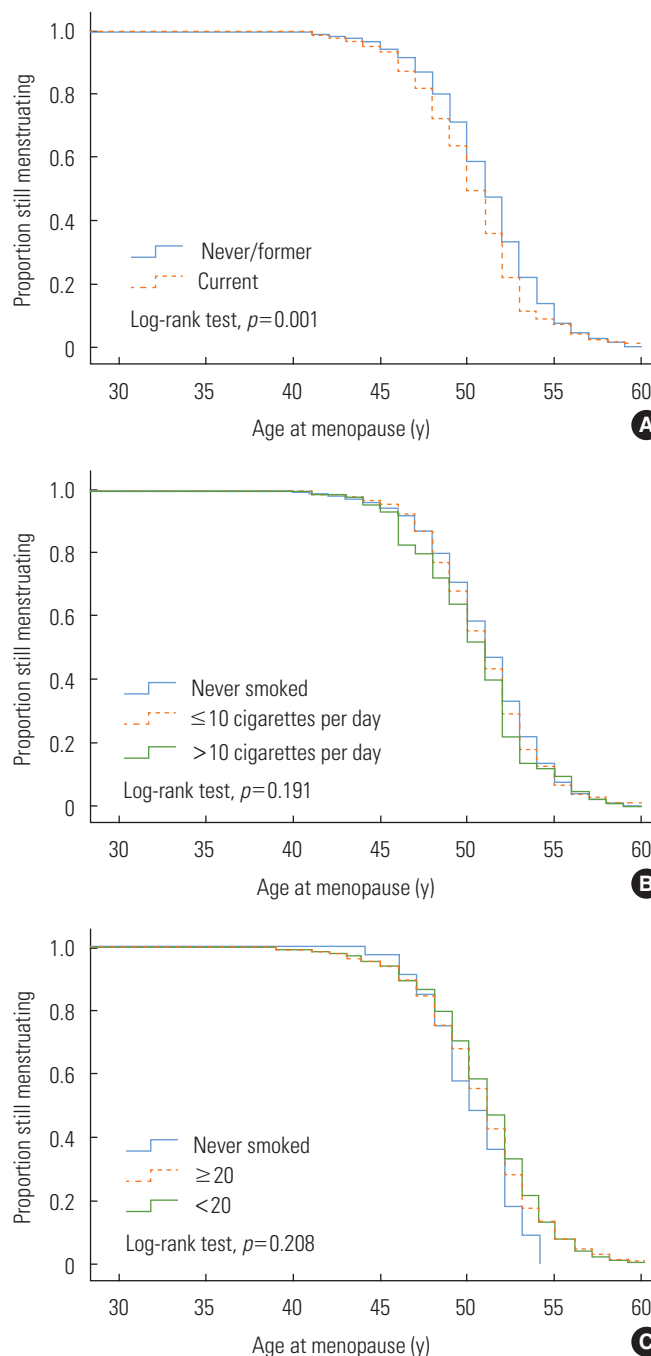 Proportion still menstruating
1.0
0.8
0.6
0.4
0.2
0
Never/former
Current
Log-rank test, p=0.001
30 35 40 45 50 55 60
Age at menopause (y)
A
Proportion still menstruating
1.0
0.8
0.6
0.4
0.2
0
Never smoked
≤10 cigarettes per day
>10 cigarettes per day
Log-rank test, p=0.191
30 35 40 45 50 55 60
Age at menopause (y)
B
Proportion still menstruating
1.0
0.8
0.6
0.4
0.2
0
Never smoked
≥20
<20
Log-rank test, p=0.208
30 35 40 45 50 55 60
Age at menopause (y)
C